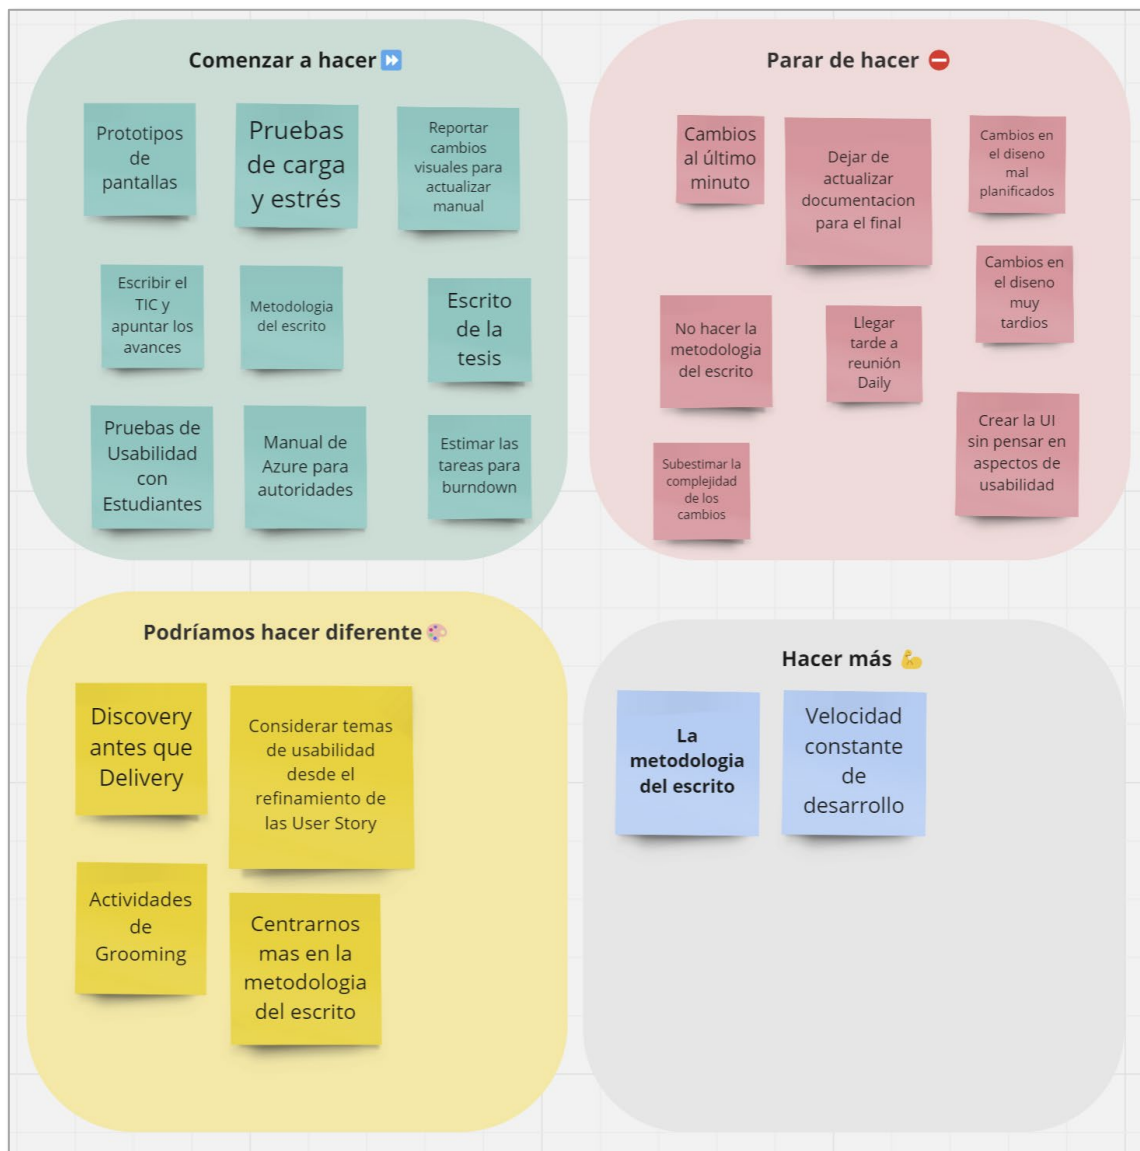 Comenzar a hacer ⏩
Prototipos
de
pantallas
Pruebas
de carga
y estrés
Reportar
cambios
visuales para
actualizar
manual
Escribir el
TIC y
apuntar los
avances
Metodologia
del escrito
Escrito
de la
tesis
Pruebas de
Usabilidad
con
Estudiantes
Manual de
Azure para
autoridades
Estimar las
tareas para
burndown
Parar de hacer ⛔
Cambios
al último
minuto
Dejar de
actualizar
documentacion
para el final
Cambios en
el diseno
mal
planificados
Cambios en
el diseno
muy
tardios
No hacer la
metodologia
del escrito
Llegar
tarde a
reunión
Daily
Subestimar la
complejidad
de los
cambios
Crear la UI
sin pensar en
aspectos de
usabilidad
Podríamos hacer diferente 🎨
Discovery
antes que
Delivery
Considerar temas
de usabilidad
desde el
refinamiento de
las User Story
Actividades
de
Grooming
Centrarnos
mas en la
metodologia
del escrito
Hacer más 💪
La
metodologia
del escrito
Velocidad
constante
de
desarrollo